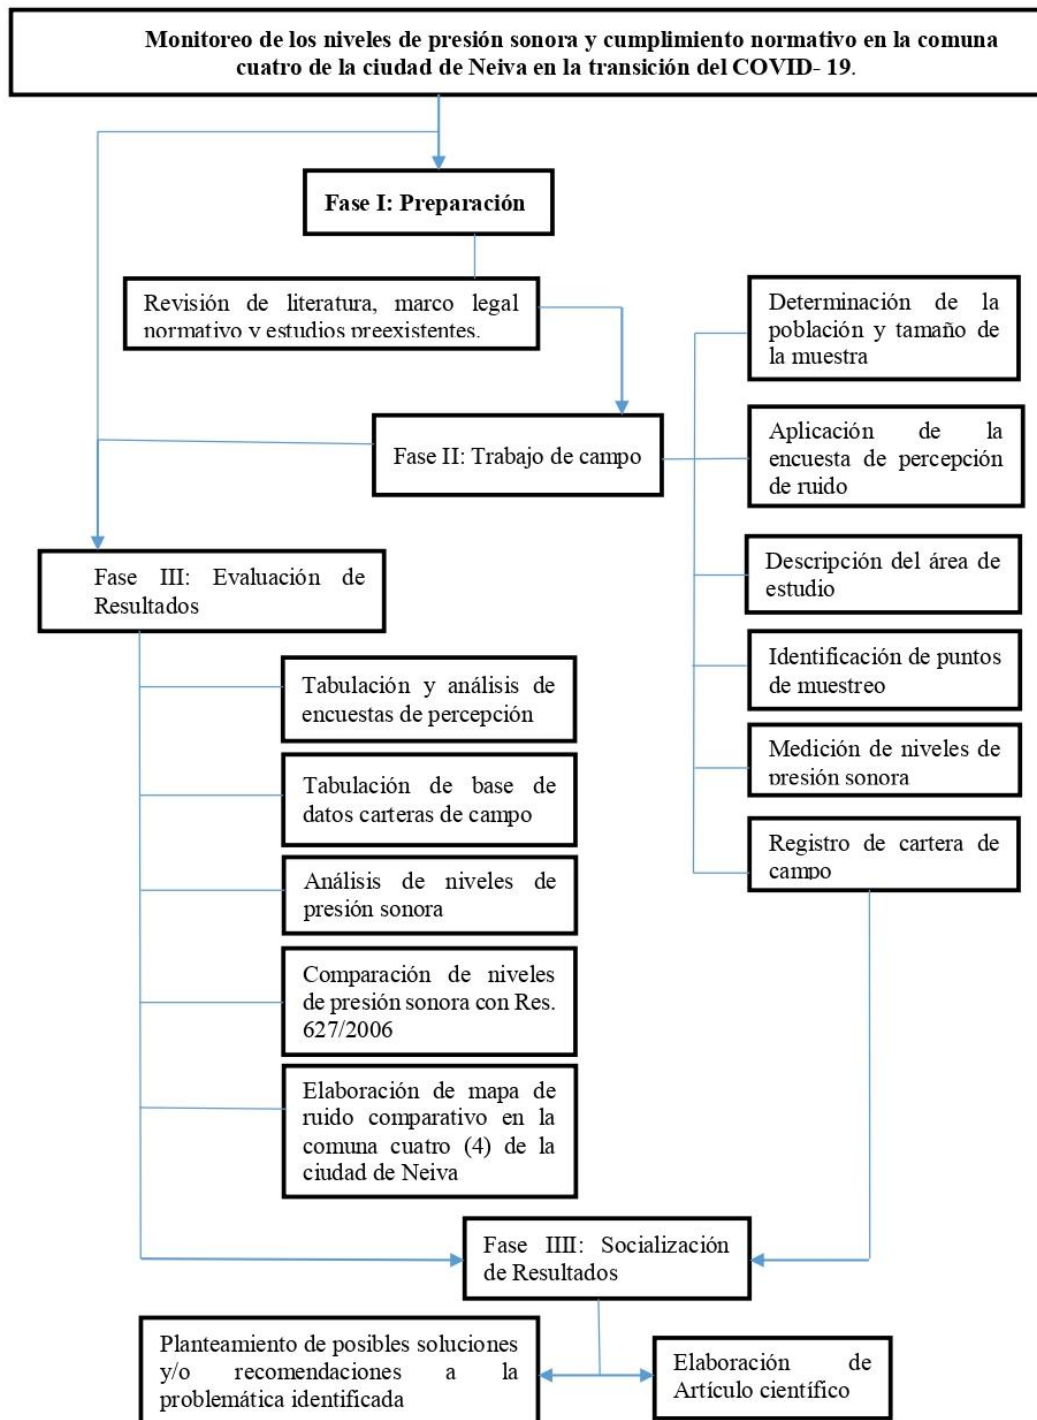 Monitoreo de los niveles de presión sonora y cumplimiento normativo en la comuna
cuatro de la ciudad de Neiva en la transición del COVID- 19.
Fase I: Preparación
Revisión de literatura, marco legal
normativo y estudios preexistentes.
Fase II: Trabajo de campo
Determinación de la
población y tamaño de
la muestra
Aplicación de la
encuesta de percepción
de ruido
Descripción del área de
estudio
Identificación de puntos
de muestreo
Medición de niveles de
presión sonora
Registro de cartera de
campo
Fase III: Evaluación de
Resultados
Tabulación y análisis de
encuestas de percepción
Tabulación de base de
datos carteras de campo
Análisis de niveles de
presión sonora
Comparación de niveles
de presión sonora con Res.
627/2006
Elaboración de mapa de
ruido comparativo en la
comuna cuatro (4) de la
ciudad de Neiva
Fase IIII: Socialización
de Resultados
Planteamiento de posibles soluciones
y/o recomendaciones a la
problemática identificada
Elaboración de
Artículo científico